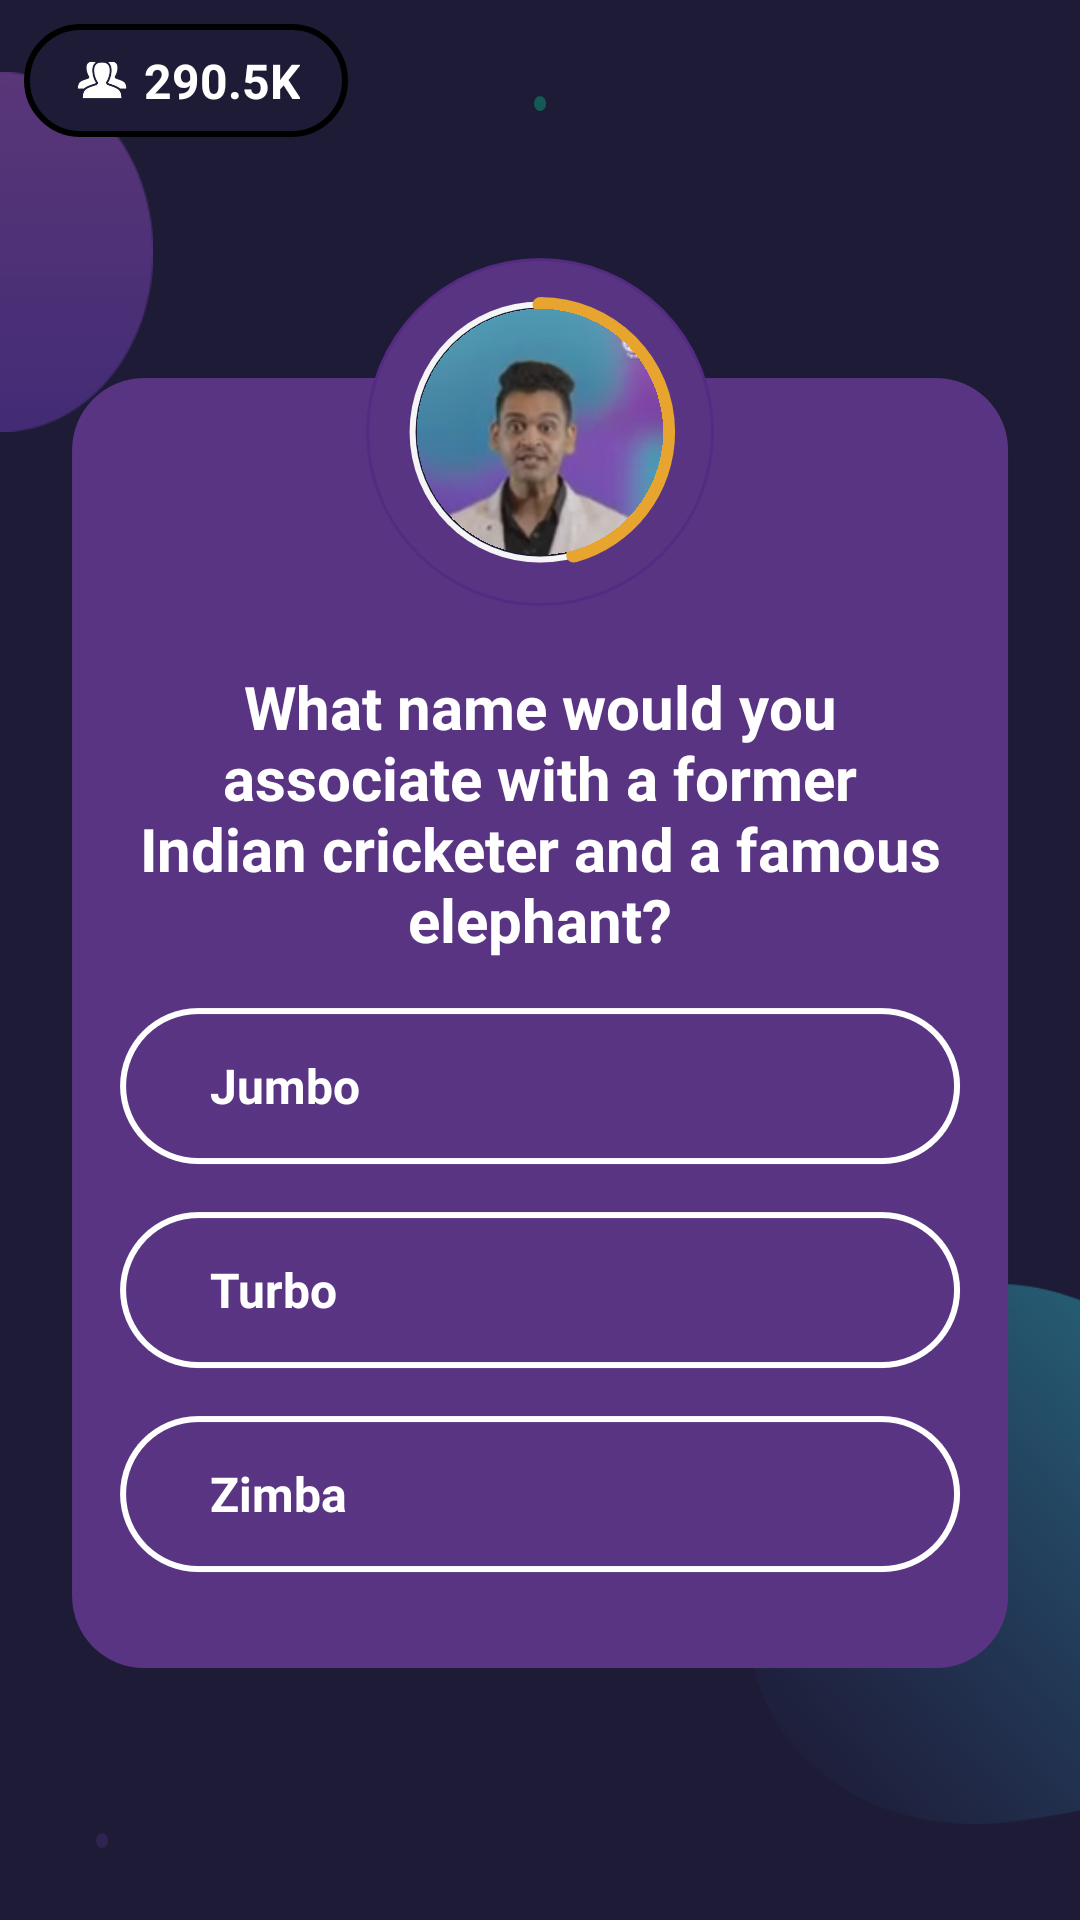 290.5K
What name would you
associate with a former
Indian cricketer and a famous
elephant?
Jumbo
Turbo
Zimba